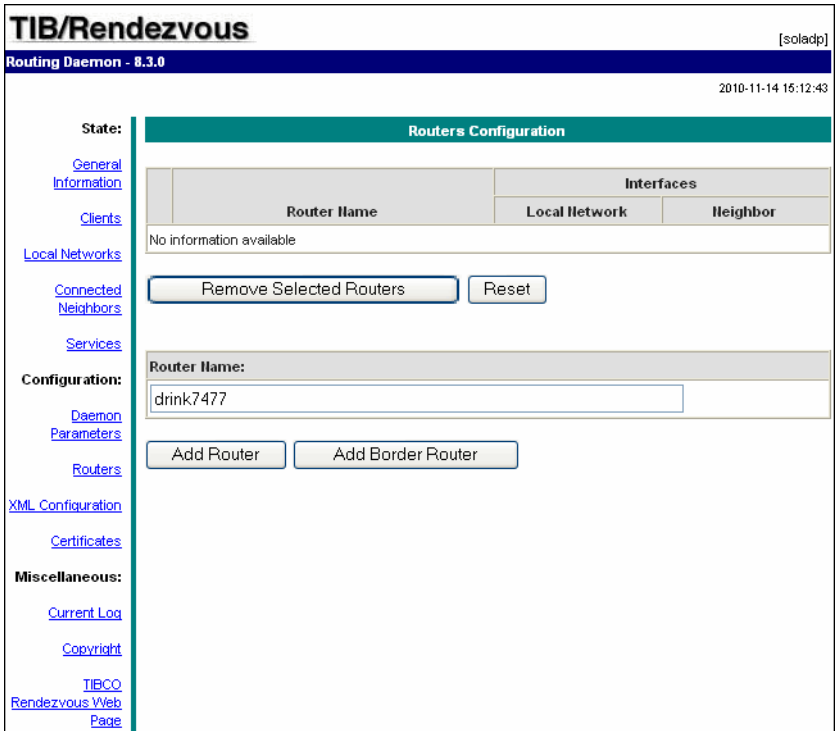 TIB/Rendezvous
[soladp]
Routing Daemon - 8.3.0
2010-11-14 15:12:43
State:
General
Information
Clients
Local Networks
Connected
Neighbors
Services
Configuration:
Daemon
Parameters
Routers
XML Configuration
Certificates
Miscellaneous:
Current Log
Copyright
TIBCO
Rendezvous Web
Page
Routers Configuration
Interfaces
Router Name
Local Network
Neighbor
No information available
Remove Selected Routers
Reset
Router Name:
drink7477
Add Router
Add Border Router